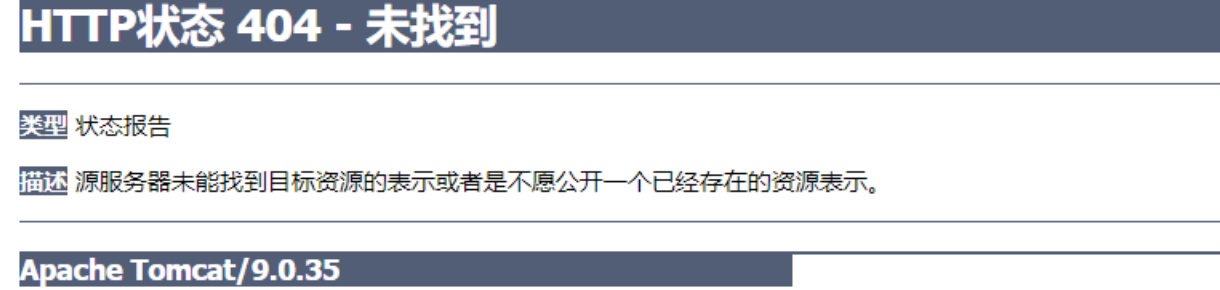 HTTP状态 404 - 未找到
类型 状态报告
描述 源服务器未能找到目标资源的表示或者是不愿公开一个已经存在的资源表示。
Apache Tomcat/9.0.35